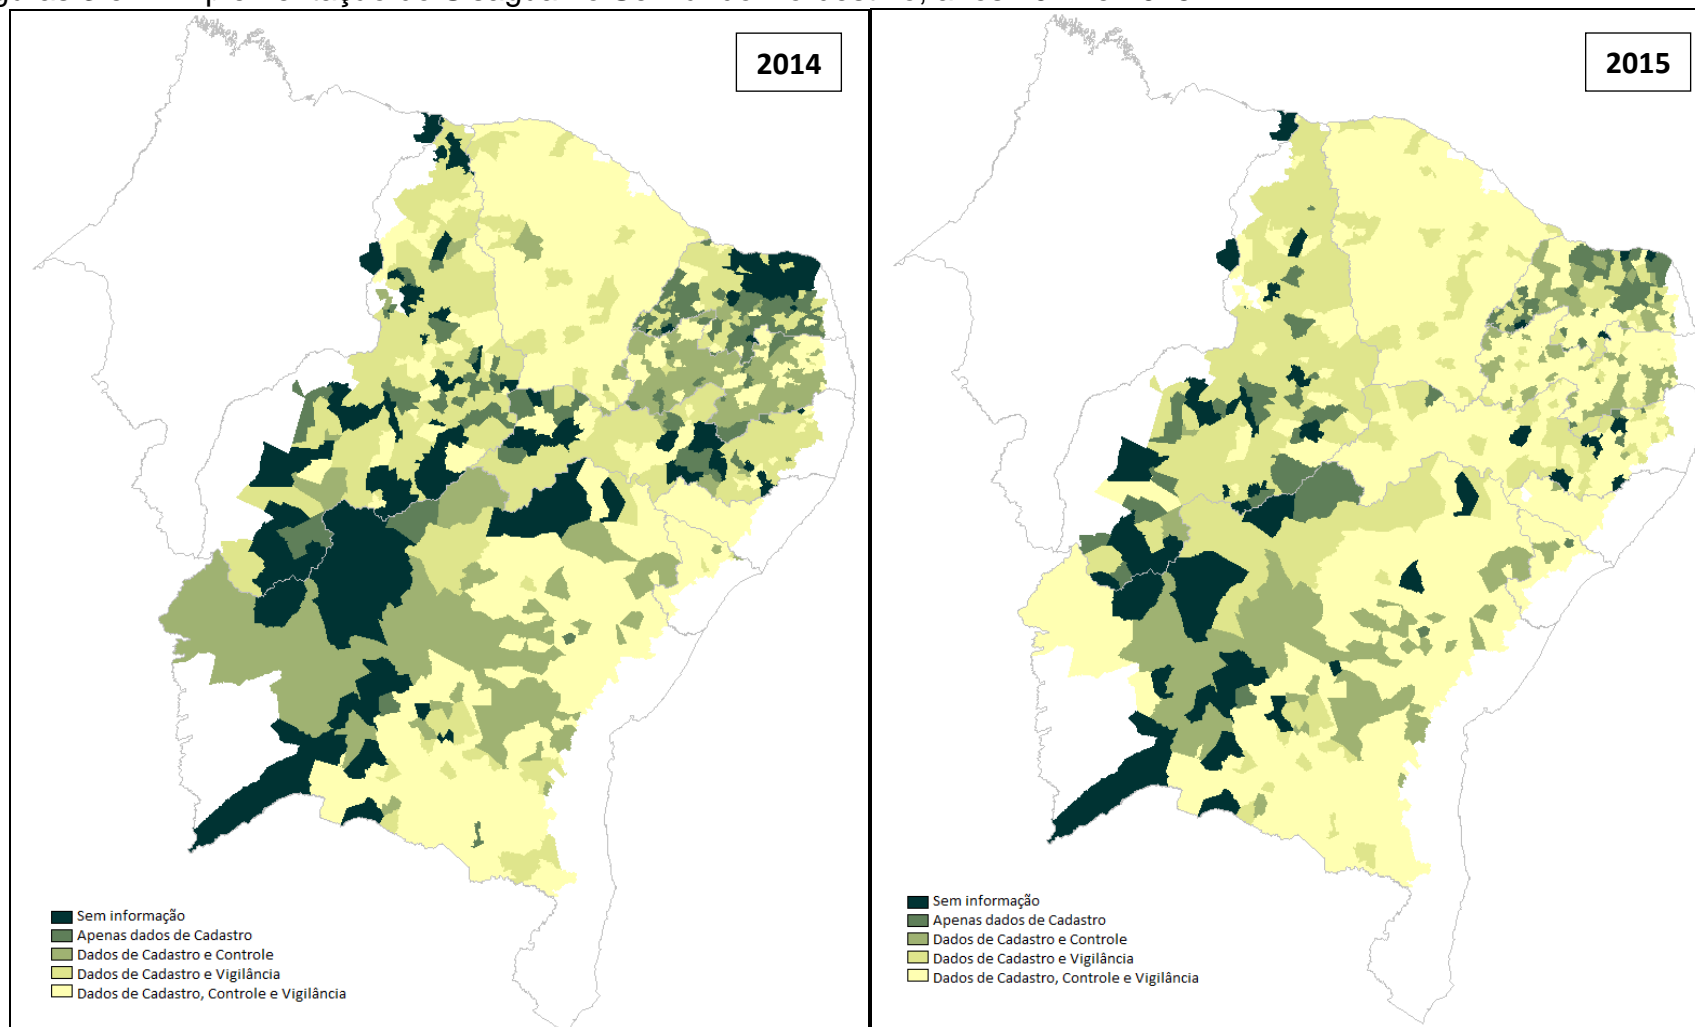 2014
2015
Sem informação
Apenas dados de Cadastro
Dados de Cadastro e Controle
Dados de Cadastro e Vigilância
Dados de Cadastro, Controle e Vigilância
Sem informação
Apenas dados de Cadastro
Dados de Cadastro e Controle
Dados de Cadastro e Vigilância
Dados de Cadastro, Controle e Vigilância